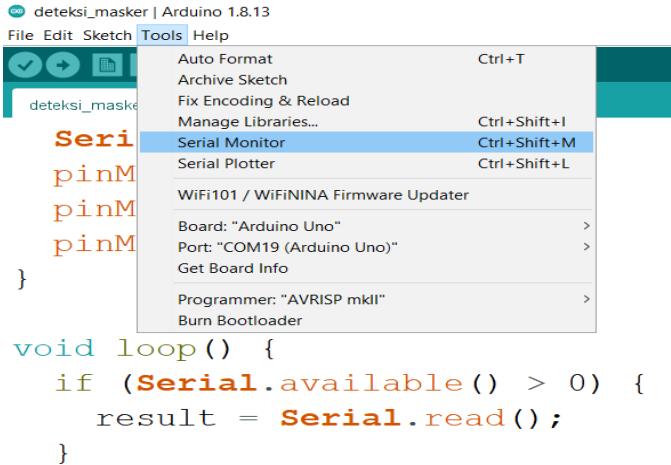 deteksi_masker | Arduino 1.8.13
File Edit Sketch Tools Help
deteksi_maske
Auto Format Ctrl+T
Archive Sketch
Fix Encoding & Reload
Manage Libraries... Ctrl+Shift+I
Serial Monitor Ctrl+Shift+M
Serial Plotter Ctrl+Shift+L
WiFi101 / WiFiNINA Firmware Updater
Board: "Arduino Uno"
Port: "COM19 (Arduino Uno)"
Get Board Info
Programmer: "AVRISP mkII"
Burn Bootloader
Seri
pinM
pinM
pinM
}
void loop() {
if (Serial.available() > 0) {
result = Serial.read();
}